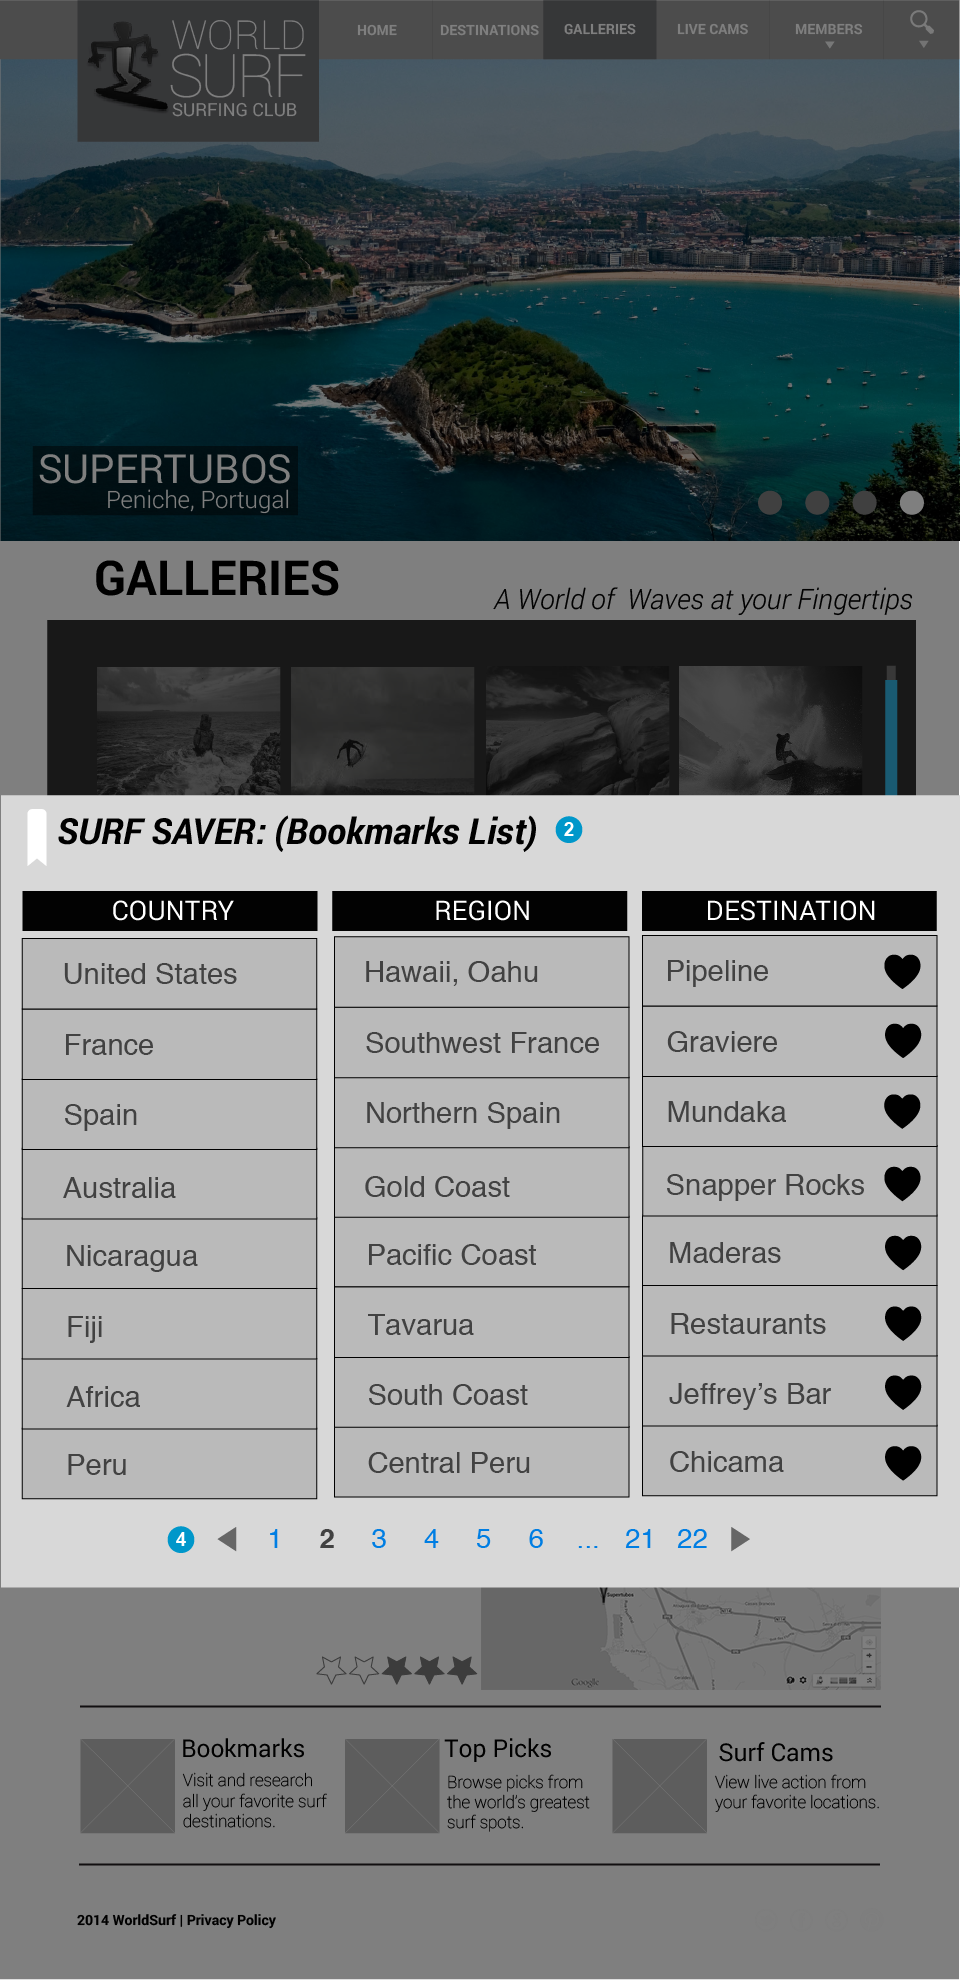 WORLD
SURF
SURFING CLUB
HOME
DESTINATIONS
GALLERIES
LIVE CAMS
MEMBERS
SUPERTUBOS
Peniche, Portugal
GALLERIES
A World of Waves at your Fingertips
SURF SAVER: (Bookmarks List) 2
COUNTRY REGION DESTINATION
United States Hawaii, Oahu Pipeline
France Southwest France Graviere
Spain Northern Spain Mundaka
Australia Gold Coast Snapper Rocks
Nicaragua Pacific Coast Maderas
Fiji Tavarua Restaurants
Africa South Coast Jeffrey's Bar
Peru Central Peru Chicama
4 1 2 3 4 5 6 ... 21 22
Supertubos
Google
Bookmarks
Visit and research
all your favorite surf
destinations.
Top Picks
Browse picks from
the world's greatest
surf spots.
Surf Cams
View live action from
your favorite locations.
2014 WorldSurf | Privacy Policy